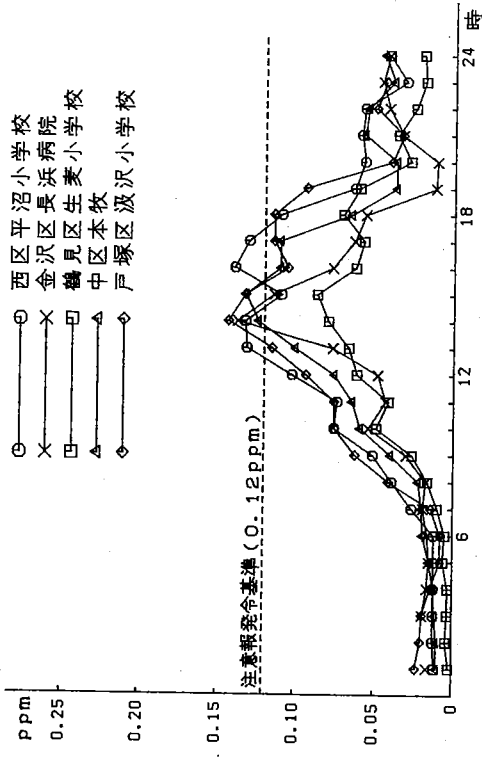 ppm
0.25
0.20
0.15
0.10
0.05
0
西区平沼小学校
金沢区長浜病院
鶴見区生麦小学校
中区本牧
戸塚区汲沢小学校
注意報発令基準(0.12ppm)
6
12
18
24
時